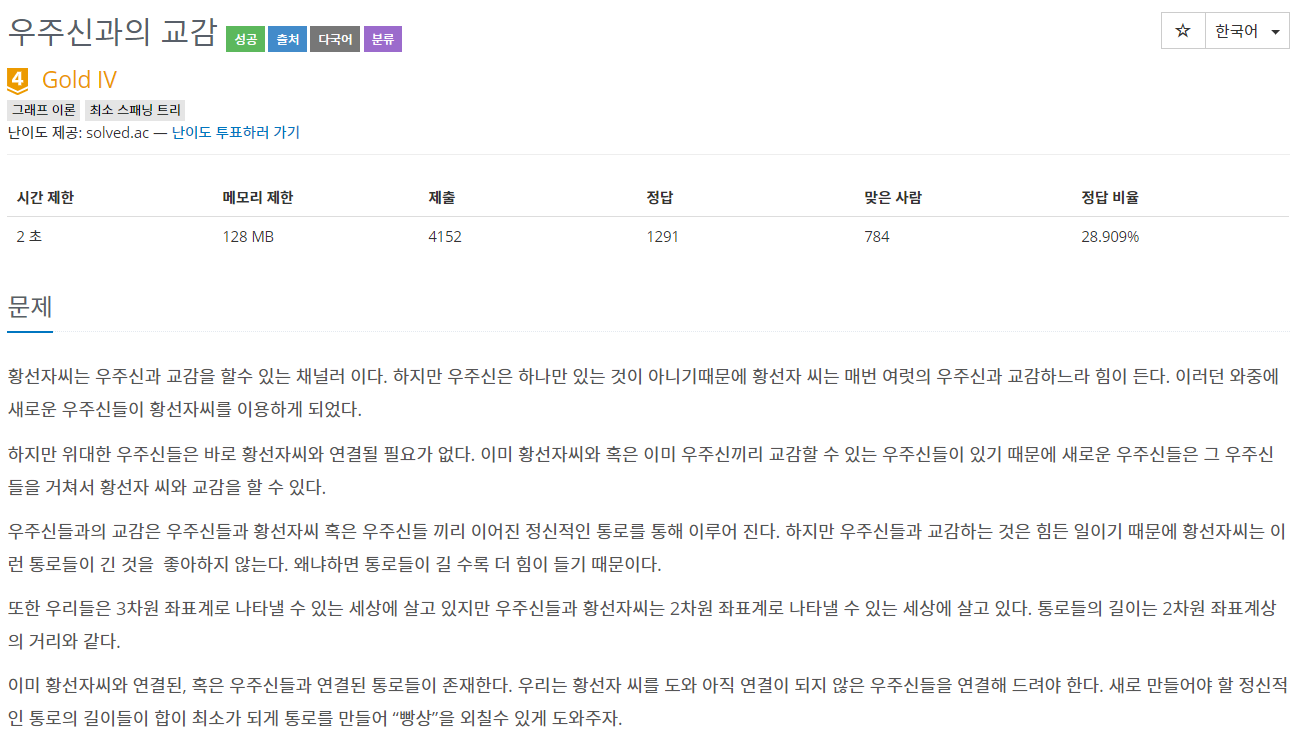 우주신과의 교감 성공 출처 다국어 분류
☆ 한국어
4 Gold IV
그래프 이론 최소 스패닝 트리
난이도 제공: solved.ac — 난이도 투표하러 가기
시간 제한 메모리 제한 제출 정답 맞은 사람 정답 비율
2 초 128 MB 4152 1291 784 28.909%
문제
황선자씨는 우주신과 교감을 할수 있는 채널러 이다. 하지만 우주신은 하나만 있는 것이 아니기때문에 황선자 씨는 매번 여럿의 우주신과 교감하느라 힘이 든다. 이러던 와중에
새로운 우주신들이 황선자씨를 이용하게 되었다.
하지만 위대한 우주신들은 바로 황선자씨와 연결될 필요가 없다. 이미 황선자씨와 혹은 이미 우주신끼리 교감할 수 있는 우주신들이 있기 때문에 새로운 우주신들은 그 우주신
들을 거쳐서 황선자 씨와 교감을 할 수 있다.
우주신들과의 교감은 우주신들과 황선자씨 혹은 우주신들 끼리 이어진 정신적인 통로를 통해 이루어 진다. 하지만 우주신들과 교감하는 것은 힘든 일이기 때문에 황선자씨는 이
런 통로들이 긴 것을 좋아하지 않는다. 왜냐하면 통로들이 길 수록 더 힘이 들기 때문이다.
또한 우리들은 3차원 좌표계로 나타낼 수 있는 세상에 살고 있지만 우주신들과 황선자씨는 2차원 좌표계로 나타낼 수 있는 세상에 살고 있다. 통로들의 길이는 2차원 좌표계상
의 거리와 같다.
이미 황선자씨와 연결된, 혹은 우주신들과 연결된 통로들이 존재한다. 우리는 황선자 씨를 도와 아직 연결이 되지 않은 우주신들을 연결해 드려야 한다. 새로 만들어야 할 정신적
인 통로의 길이들이 합이 최소가 되게 통로를 만들어 “빵상”을 외칠수 있게 도와주자.